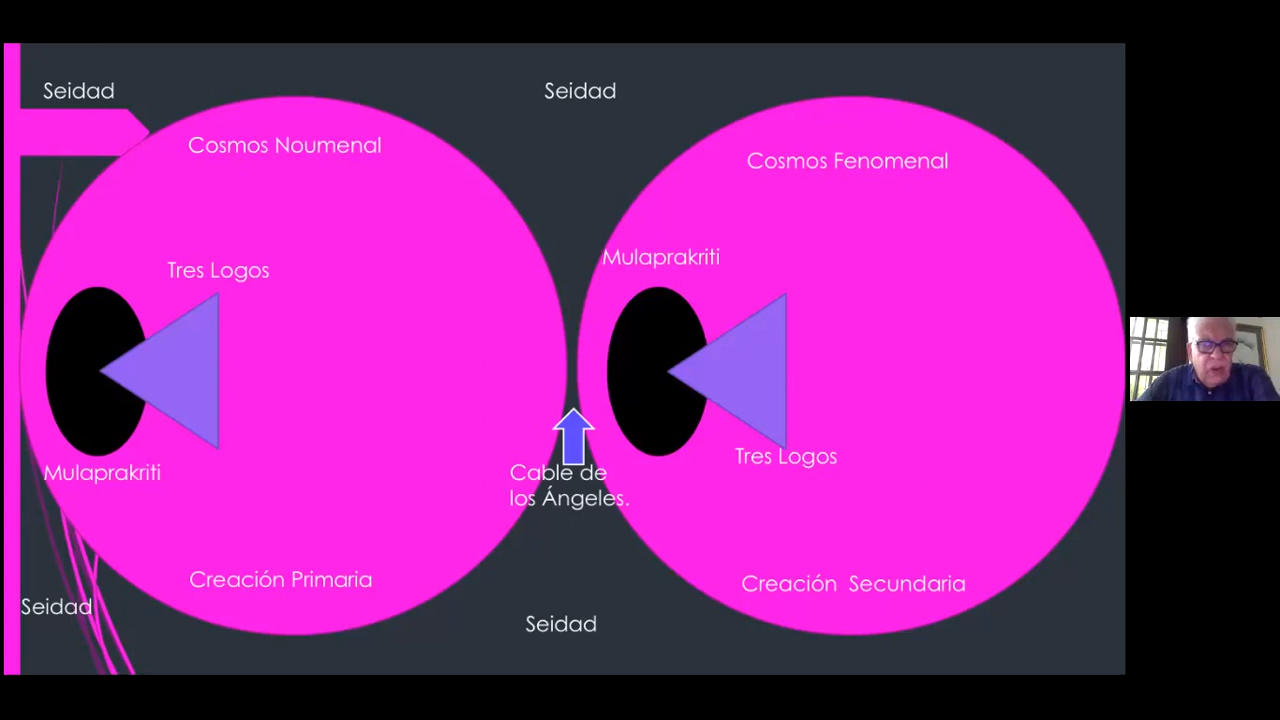 Seidad
Seidad
Cosmos Noumenal
Cosmos Fenomenal
Mulaprakriti
Tres Logos
Tres Logos
Mulaprakriti
Cable de
los Ángeles.
Creación Primaria
Creación  Secundaria
Seidad
Seidad